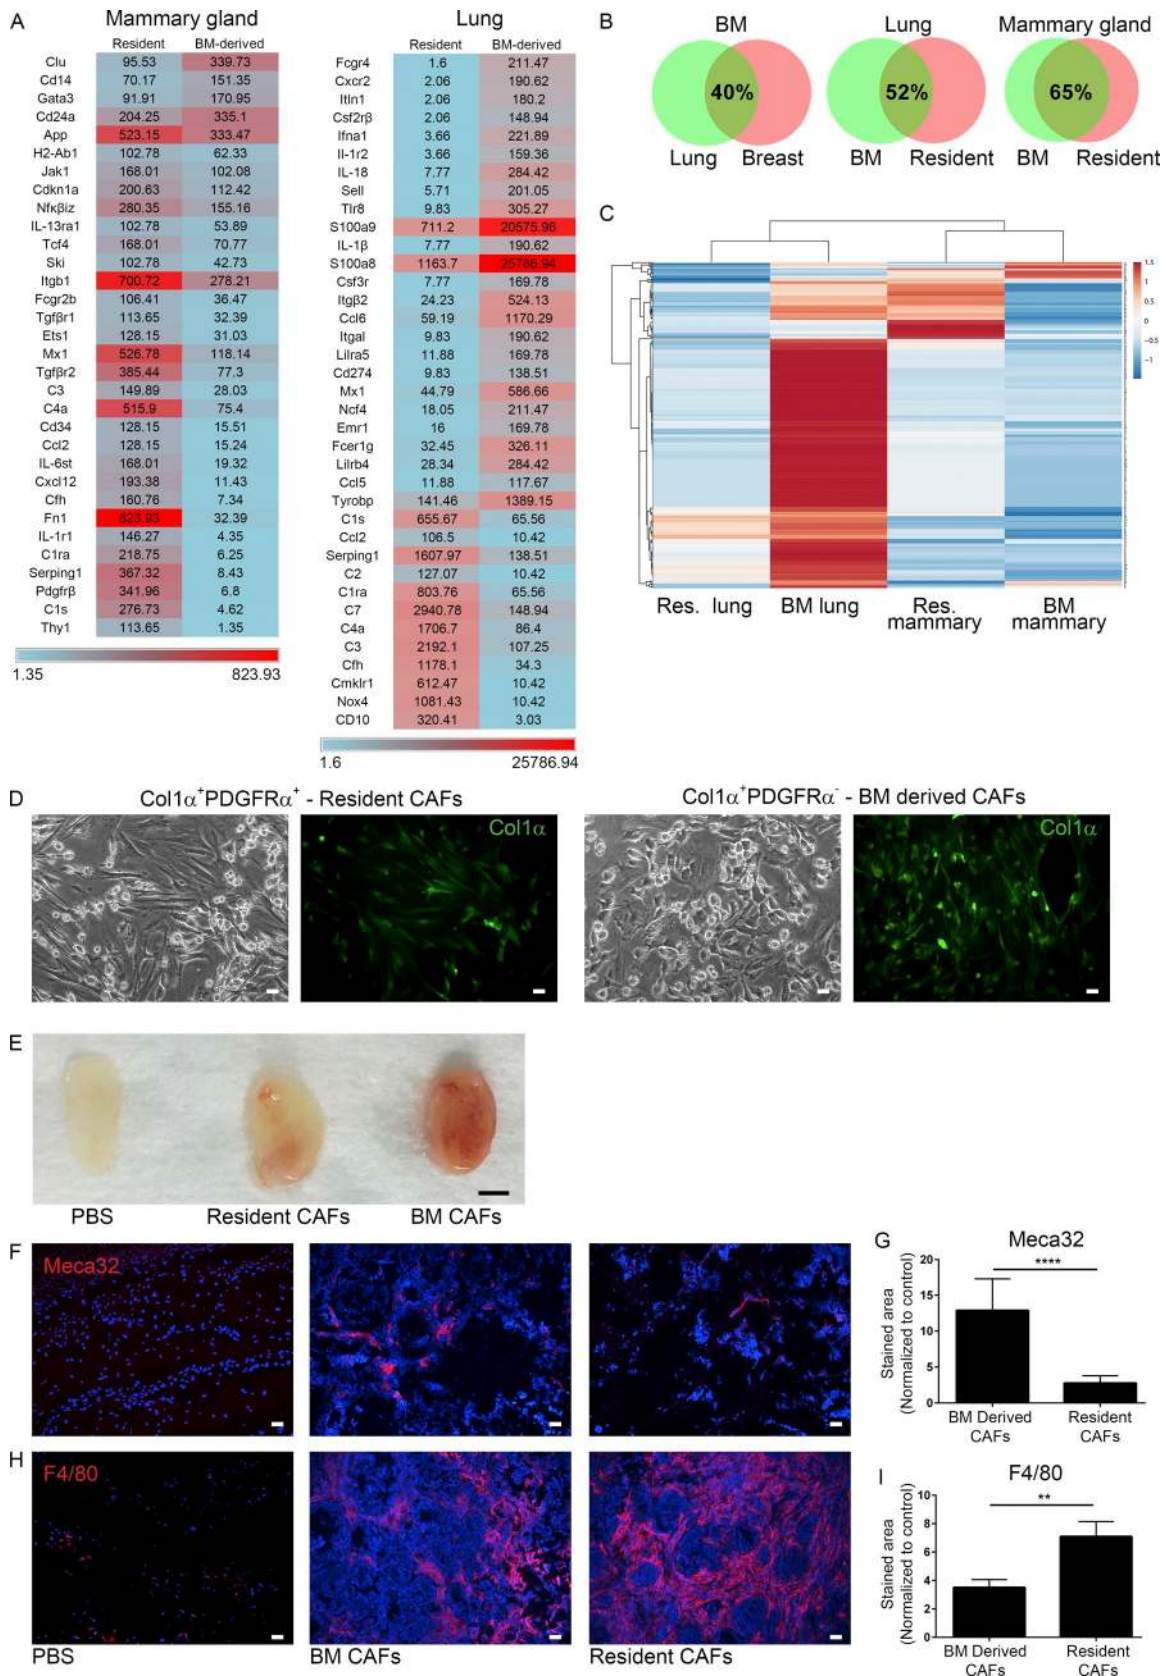 A
Mammary gland
Resident BM-derived
Clu 95.53 339.73
Cd14 70.17 151.35
Gata3 91.91 170.95
Cd24a 204.25 335.1
App 523.15 333.47
H2-Ab1 102.78 62.33
Jak1 168.01 102.08
Cdkn1a 200.63 112.42
Nfκβiz 280.35 155.16
IL-13ra1 102.78 53.89
Tcf4 168.01 70.77
Ski 102.78 42.73
Itgb1 700.72 278.21
Fcgr2b 106.41 36.47
Tgfβr1 113.65 32.39
Ets1 128.15 31.03
Mx1 526.78 118.14
Tgfβr2 385.44 77.3
C3 149.89 28.03
C4a 515.9 75.4
Cd34 128.15 15.51
Ccl2 128.15 15.24
IL-6st 168.01 19.32
Cxcl12 193.38 11.43
Cfh 160.76 7.34
Fn1 823.93 32.39
IL-1r1 146.27 4.35
C1ra 218.75 6.25
Serping1 367.32 8.43
Pdgfrβ 341.96 6.8
C1s 276.73 4.62
Thy1 113.65 1.35
1.35 823.93
Lung
Resident BM-derived
Fcgr4 1.6 211.47
Cxcr2 2.06 190.62
Itln1 2.06 180.2
Csf2rβ 2.06 148.94
Ifna1 3.66 221.89
Il-1r2 3.66 159.36
IL-18 7.77 284.42
Sell 5.71 201.05
Tlr8 9.83 305.27
S100a9 711.2 20575.96
IL-1β 7.77 190.62
S100a8 1163.7 25786.94
Csf3r 7.77 169.78
Itgβ2 24.23 524.13
Ccl6 59.19 1170.29
Itgal 9.83 190.62
Lilra5 11.88 169.78
Cd274 9.83 138.51
Mx1 44.79 586.66
Ncf4 18.05 211.47
Emr1 16 169.78
Fcer1g 32.45 326.11
Lilrb4 28.34 284.42
Ccl5 11.88 117.67
Tyrobp 141.46 1389.15
C1s 655.67 65.56
Ccl2 106.5 10.42
Serping1 1607.97 138.51
C2 127.07 10.42
C1ra 803.76 65.56
C7 2940.78 148.94
C4a 1706.7 86.4
C3 2192.1 107.25
Cfh 1178.1 34.3
Cmklr1 612.47 10.42
Nox4 1081.43 10.42
CD10 320.41 3.03
1.6 25786.94
B
BM Lung Mammary gland
40% 52% 65%
Lung Breast BM Resident BM Resident
C
1.5
1
0.5
0
−0.5
−1
Res. lung BM lung Res. mammary BM mammary
D
Col1α⁺PDGFRα⁺ - Resident CAFs
Col1α
Col1α⁺PDGFRα⁻ - BM derived CAFs
Col1α
E
PBS Resident CAFs BM CAFs
F
Meca32
G
Meca32
Stained area
(Normalized to control)
20
15
10
5
0
****
BM Derived CAFs
Resident CAFs
H
F4/80
PBS BM CAFs Resident CAFs
I
F4/80
Stained area
(Normalized to control)
10
8
6
4
2
0
**
BM Derived CAFs
Resident CAFs